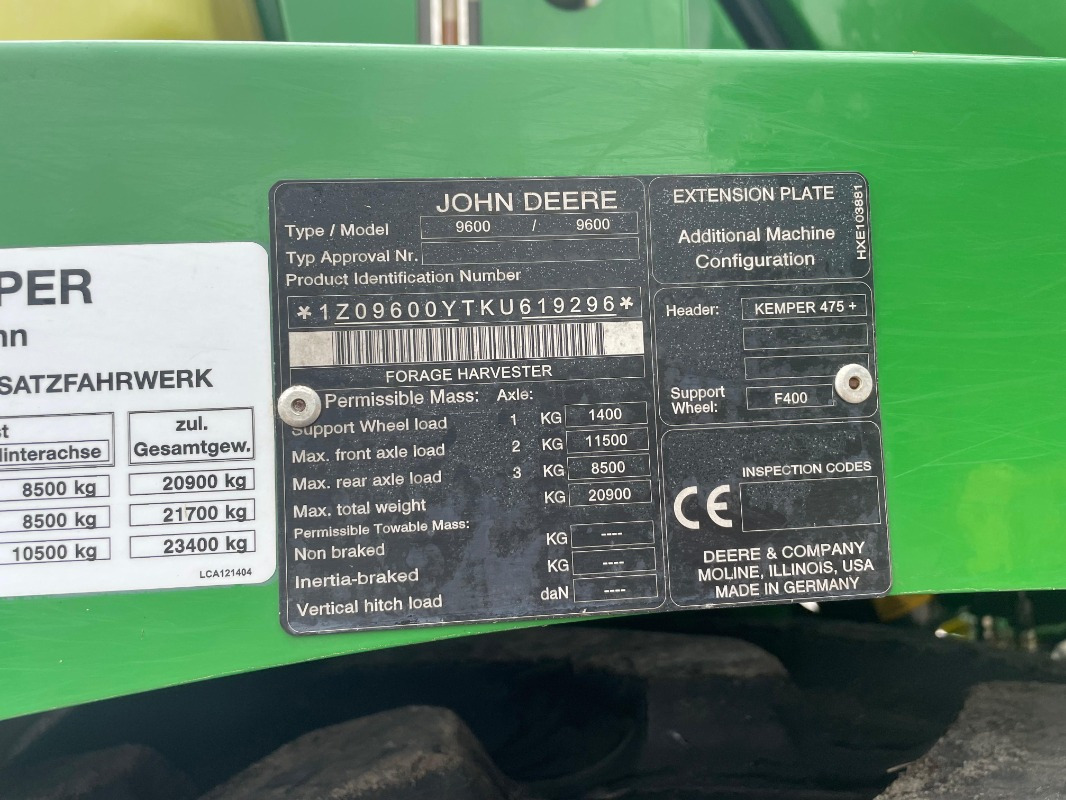 PER
nn
SATZFAHRWERK
st
Hinterachse
zul.
Gesamtgew.
8500 kg 20900 kg
8500 kg 21700 kg
10500 kg 23400 kg
LCA121404
JOHN DEERE
Type / Model 9600 / 9600
Typ Approval Nr.
Product Identification Number
*1Z09600YTKU619296*
FORAGE HARVESTER
Permissible Mass: Axle:
Support Wheel load 1 KG 1400
Max. front axle load 2 KG 11500
Max. rear axle load 3 KG 8500
Max. total weight KG 20900
Permissible Towable Mass:
Non braked KG ----
Inertia-braked KG ----
Vertical hitch load daN ----
EXTENSION PLATE
Additional Machine
Configuration
HXE103881
Header: KEMPER 475 +
Support
Wheel: F400
INSPECTION CODES
CE
DEERE & COMPANY
MOLINE, ILLINOIS, USA
MADE IN GERMANY